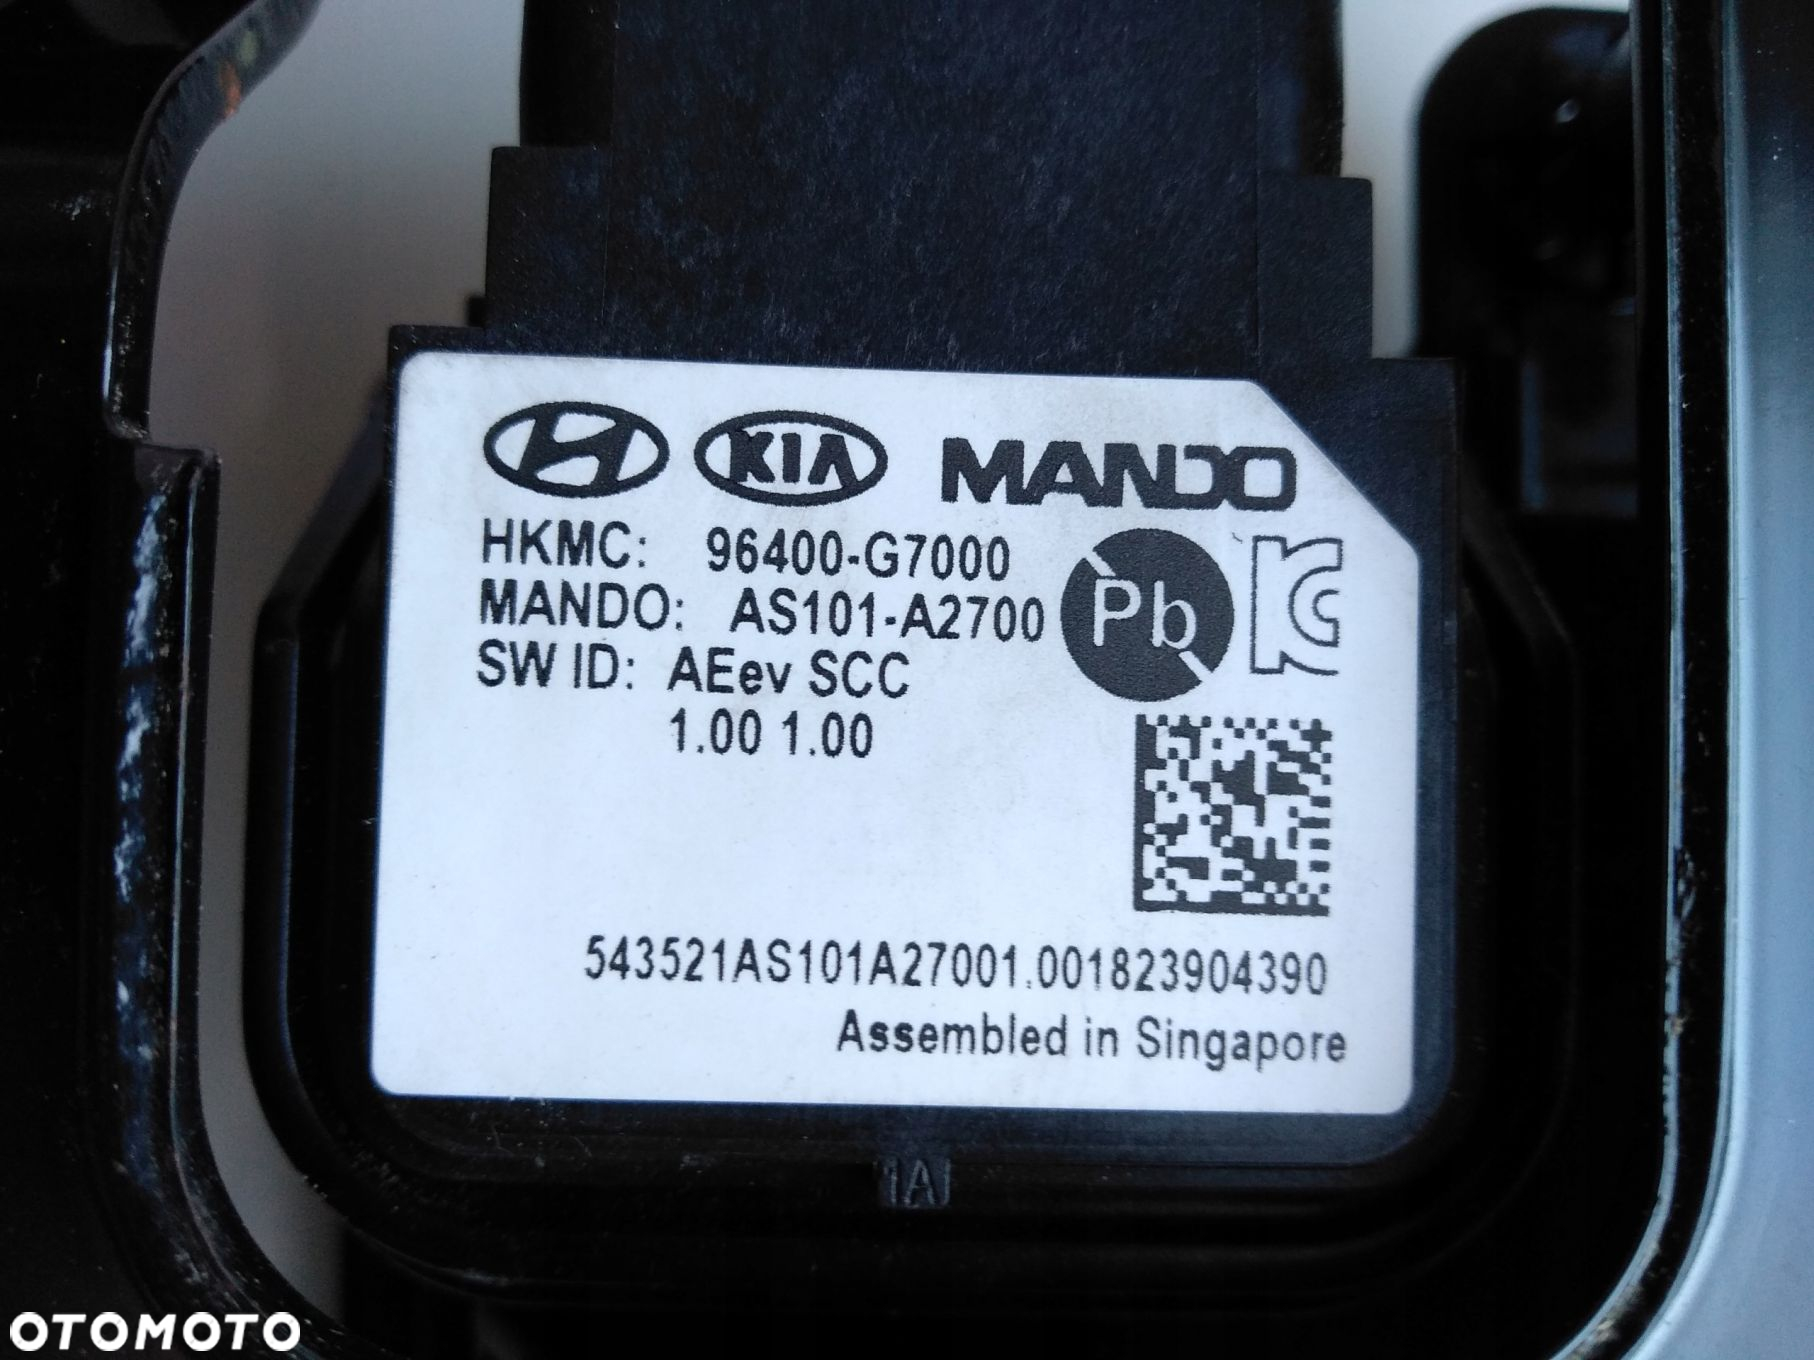 KIA MANDO
HKMC: 96400-G7000
MANDO: AS101-A2700
SW ID: AEev SCC
1.00 1.00
Pb
543521AS101A27001.001823904390
Assembled in Singapore
1A
OTOMOTO